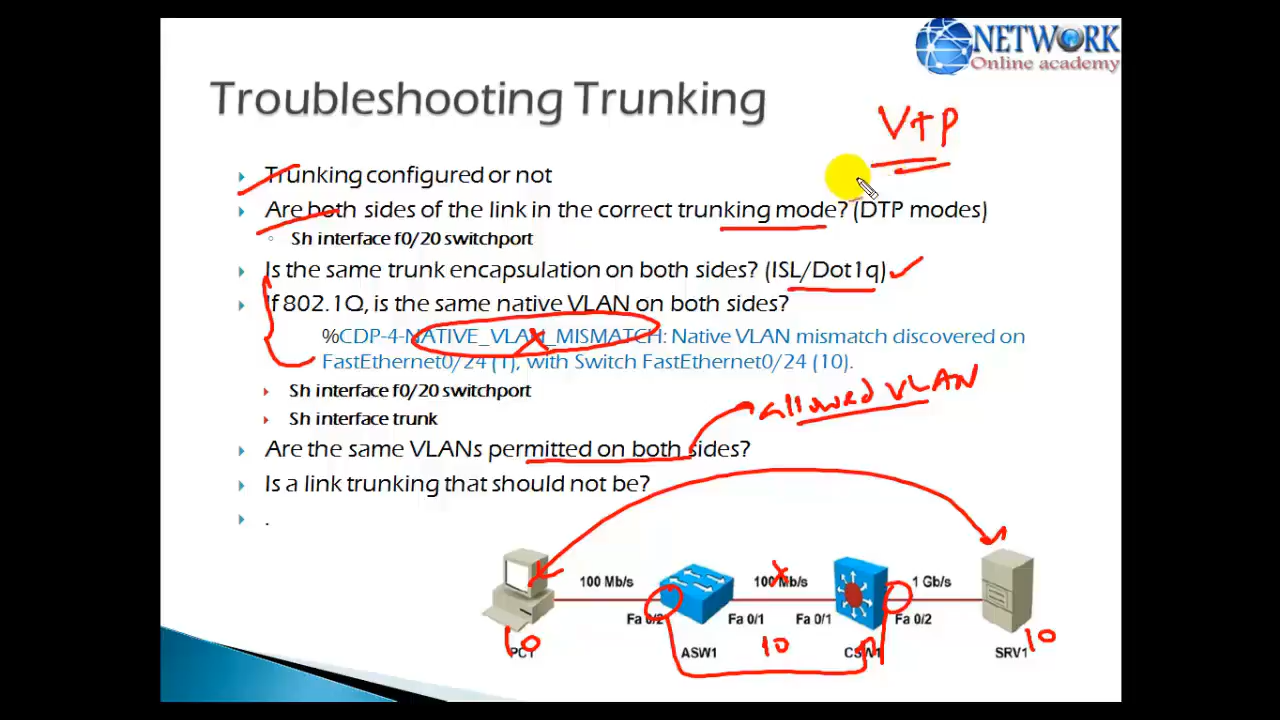 NETWORK
Online academy
Troubleshooting Trunking
VTP
Trunking configured or not
Are both sides of the link in the correct trunking mode? (DTP modes)
Sh interface f0/20 switchport
Is the same trunk encapsulation on both sides? (ISL/Dot1q)
If 802.1Q, is the same native VLAN on both sides?
%CDP-4-NATIVE_VLAN_MISMATCH: Native VLAN mismatch discovered on
FastEthernet0/24 (1), with Switch FastEthernet0/24 (10).
Sh interface f0/20 switchport
allowed VLAN
Sh interface trunk
Are the same VLANs permitted on both sides?
Is a link trunking that should not be?
.
100 Mb/s 100 Mb/s 1 Gb/s
Fa 0/2 Fa 0/1 Fa 0/1 Fa 0/2
10 10 10
PC1 ASW1 CSW1 SRV1